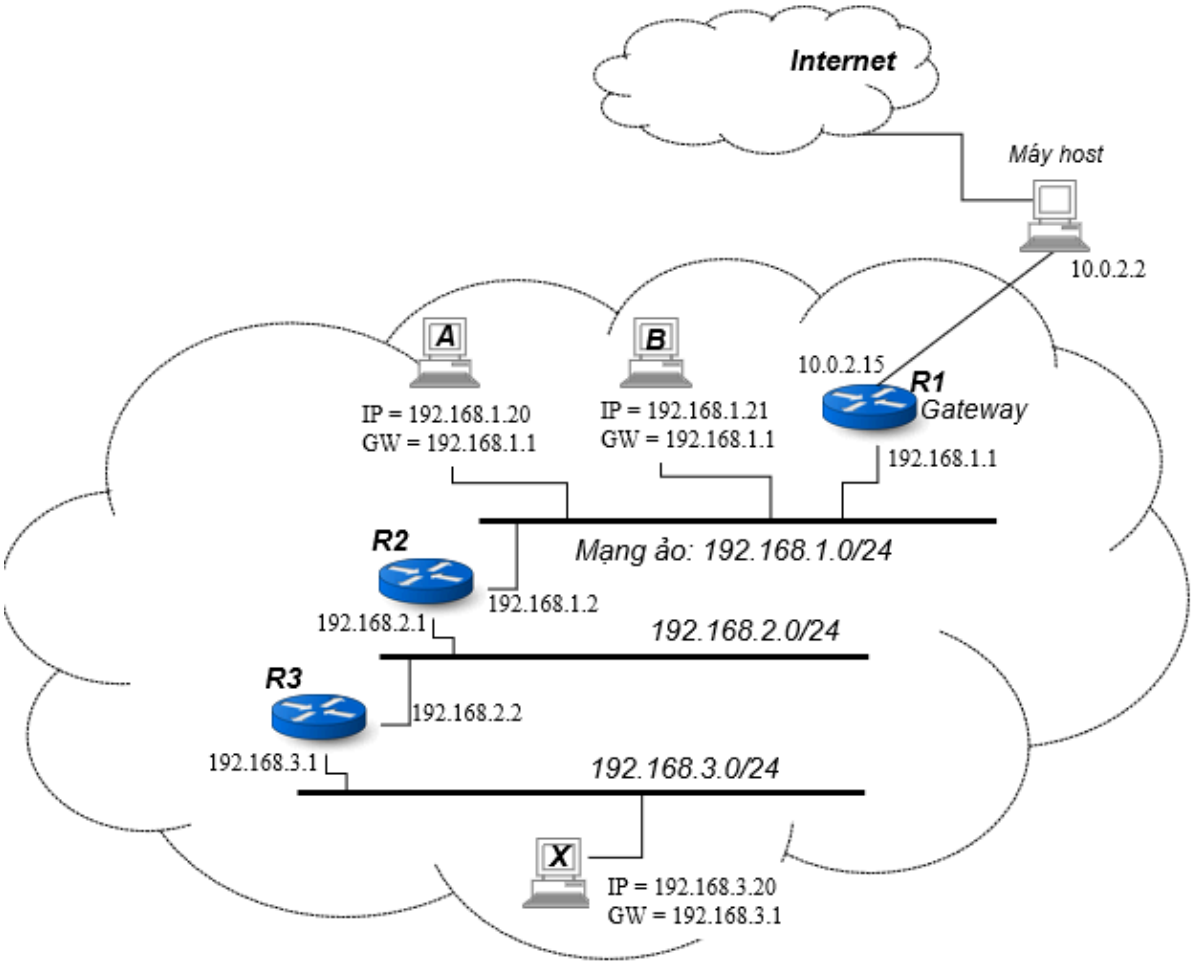 Internet
Máy host
10.0.2.2
A
B
10.0.2.15
R1
Gateway
IP = 192.168.1.20
GW = 192.168.1.1
IP = 192.168.1.21
GW = 192.168.1.1
192.168.1.1
R2
Mạng ảo: 192.168.1.0/24
192.168.1.2
192.168.2.1
192.168.2.0/24
R3
192.168.2.2
192.168.3.1
192.168.3.0/24
X
IP = 192.168.3.20
GW = 192.168.3.1